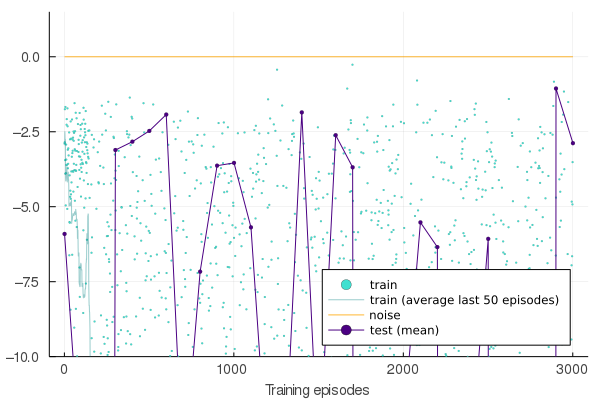 0.0
−2.5
−5.0
−7.5
−10.0
train
train (average last 50 episodes)
noise
test (mean)
0 1000 2000 3000
Training episodes